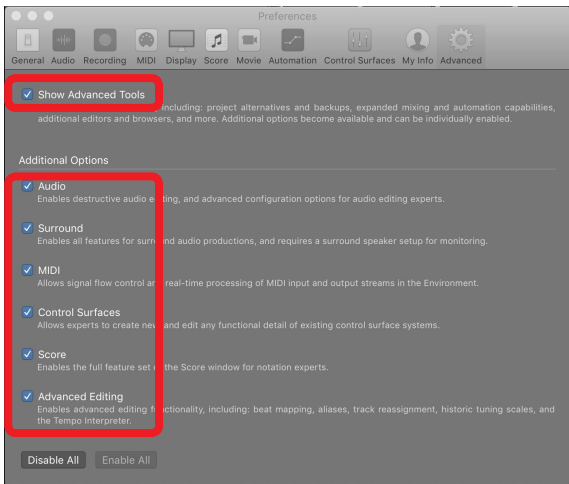 Preferences
General Audio Recording MIDI Display Score Movie Automation Control Surfaces My Info Advanced
Show Advanced Tools
including: project alternatives and backups, expanded mixing and automation capabilities,
additional editors and browsers, and more. Additional options become available and can be individually enabled.
Additional Options
Audio
Enables destructive audio editing, and advanced configuration options for audio editing experts.
Surround
Enables all features for surround audio productions, and requires a surround speaker setup for monitoring.
MIDI
Allows signal flow control and real-time processing of MIDI input and output streams in the Environment.
Control Surfaces
Allows experts to create new and edit any functional detail of existing control surface systems.
Score
Enables the full feature set of the Score window for notation experts.
Advanced Editing
Enables advanced editing functionality, including: beat mapping, aliases, track reassignment, historic tuning scales, and
the Tempo Interpreter.
Disable All Enable All